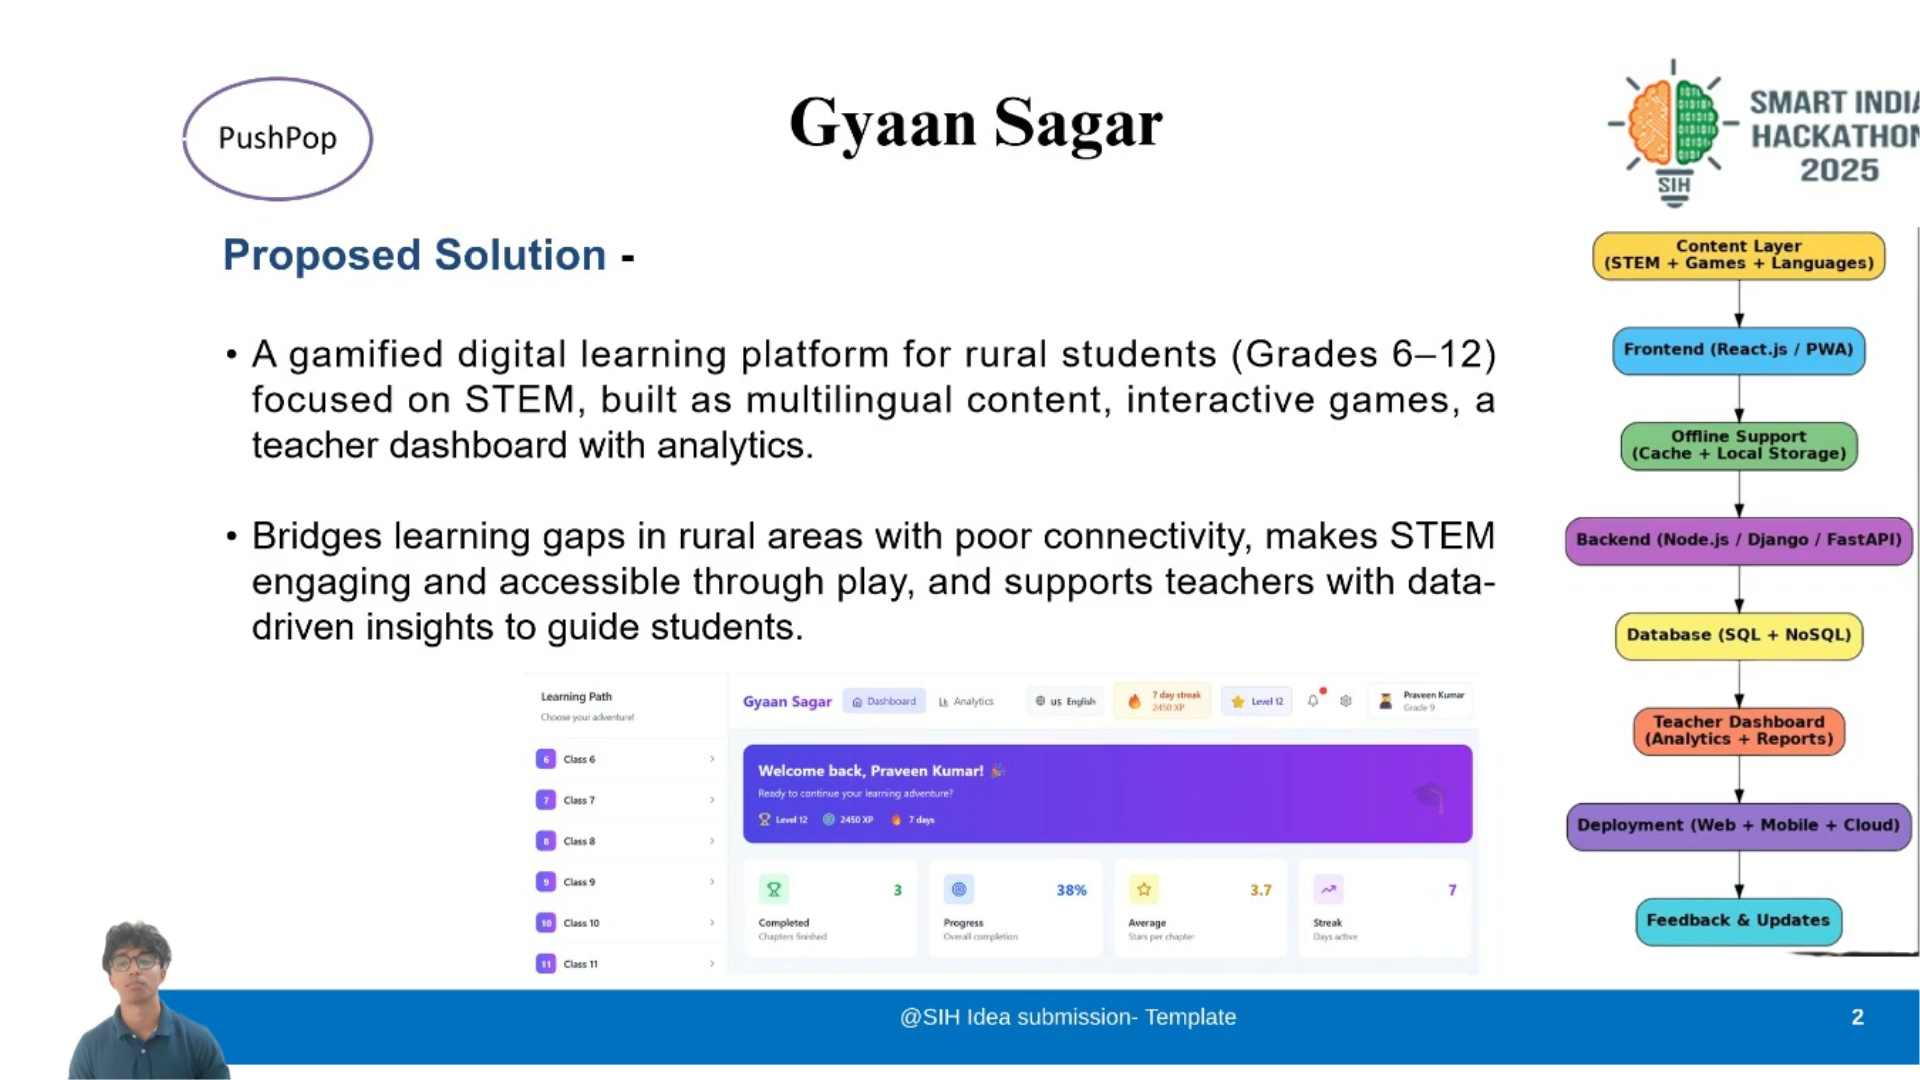 PushPop
Gyaan Sagar
SMART INDIA
HACKATHON
2025
SIH
Proposed Solution -
• A gamified digital learning platform for rural students (Grades 6–12)
focused on STEM, built as multilingual content, interactive games, a
teacher dashboard with analytics.
• Bridges learning gaps in rural areas with poor connectivity, makes STEM
engaging and accessible through play, and supports teachers with data-
driven insights to guide students.
Content Layer
(STEM + Games + Languages)
Frontend (React.js / PWA)
Offline Support
(Cache + Local Storage)
Backend (Node.js / Django / FastAPI)
Database (SQL + NoSQL)
Teacher Dashboard
(Analytics + Reports)
Deployment (Web + Mobile + Cloud)
Feedback & Updates
Learning Path
Choose your adventure!
6 Class 6
7 Class 7
8 Class 8
9 Class 9
10 Class 10
11 Class 11
Gyaan Sagar
Dashboard
Analytics
US English
7 day streak
2450 XP
Level 12
Praveen Kumar
Grade 9
Welcome back, Praveen Kumar!
Ready to continue your learning adventure?
Level 12 2450 XP 7 days
3
Completed
Chapters finished
38%
Progress
Overall completion
3.7
Average
Stars per chapter
7
Streak
Days active
@SIH Idea submission- Template
2